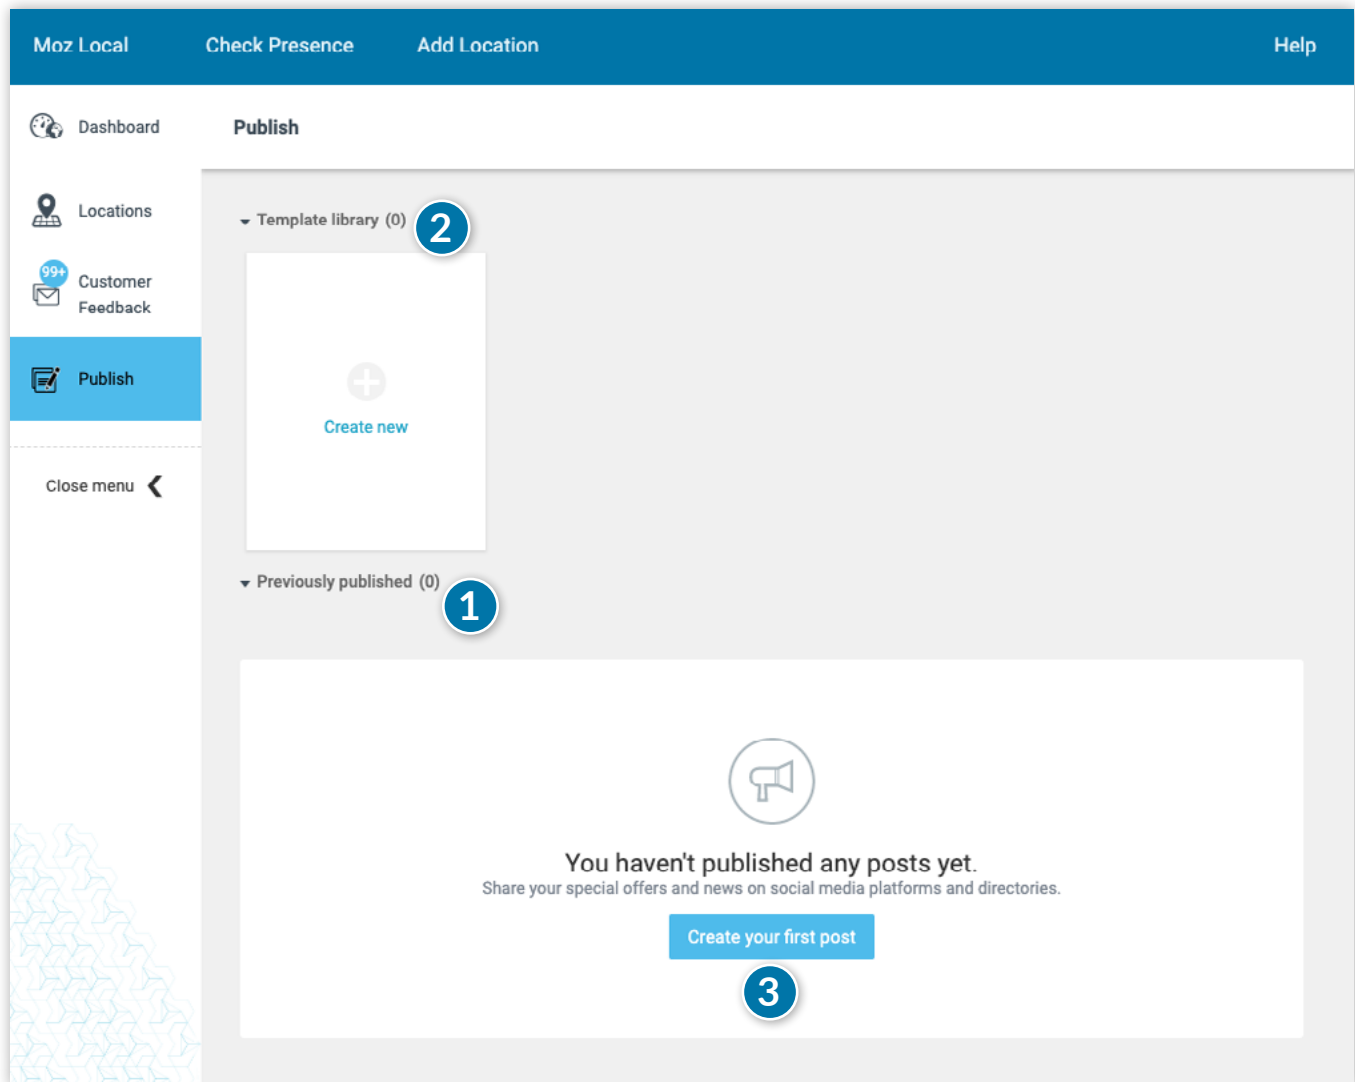 Moz Local Check Presence Add Location Help
Dashboard
Publish
Locations
Template library (0)
2
99+
Customer
Feedback
Publish
Create new
Close menu
Previously published (0)
1
You haven't published any posts yet.
Share your special offers and news on social media platforms and directories.
Create your first post
3